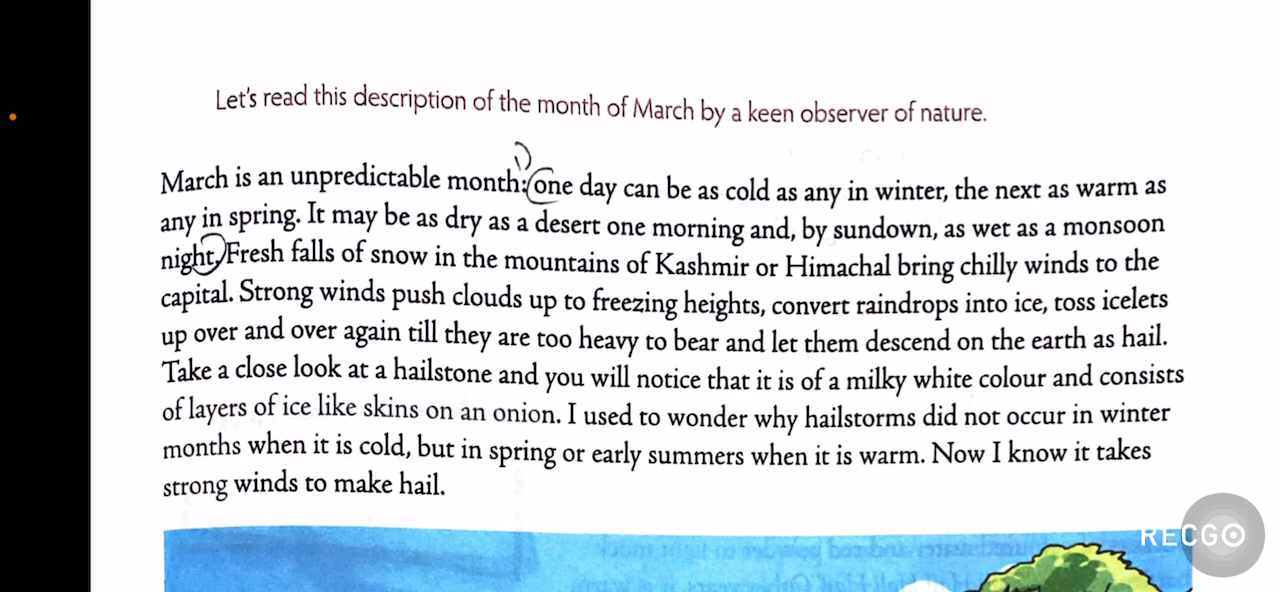 Let's read this description of the month of March by a keen observer of nature.
March is an unpredictable month: one day can be as cold as any in winter, the next as warm as
any in spring. It may be as dry as a desert one morning and, by sundown, as wet as a monsoon
night. Fresh falls of snow in the mountains of Kashmir or Himachal bring chilly winds to the
capital. Strong winds push clouds up to freezing heights, convert raindrops into ice, toss icelets
up over and over again till they are too heavy to bear and let them descend on the earth as hail.
Take a close look at a hailstone and you will notice that it is of a milky white colour and consists
of layers of ice like skins on an onion. I used to wonder why hailstorms did not occur in winter
months when it is cold, but in spring or early summers when it is warm. Now I know it takes
strong winds to make hail.
RECGO